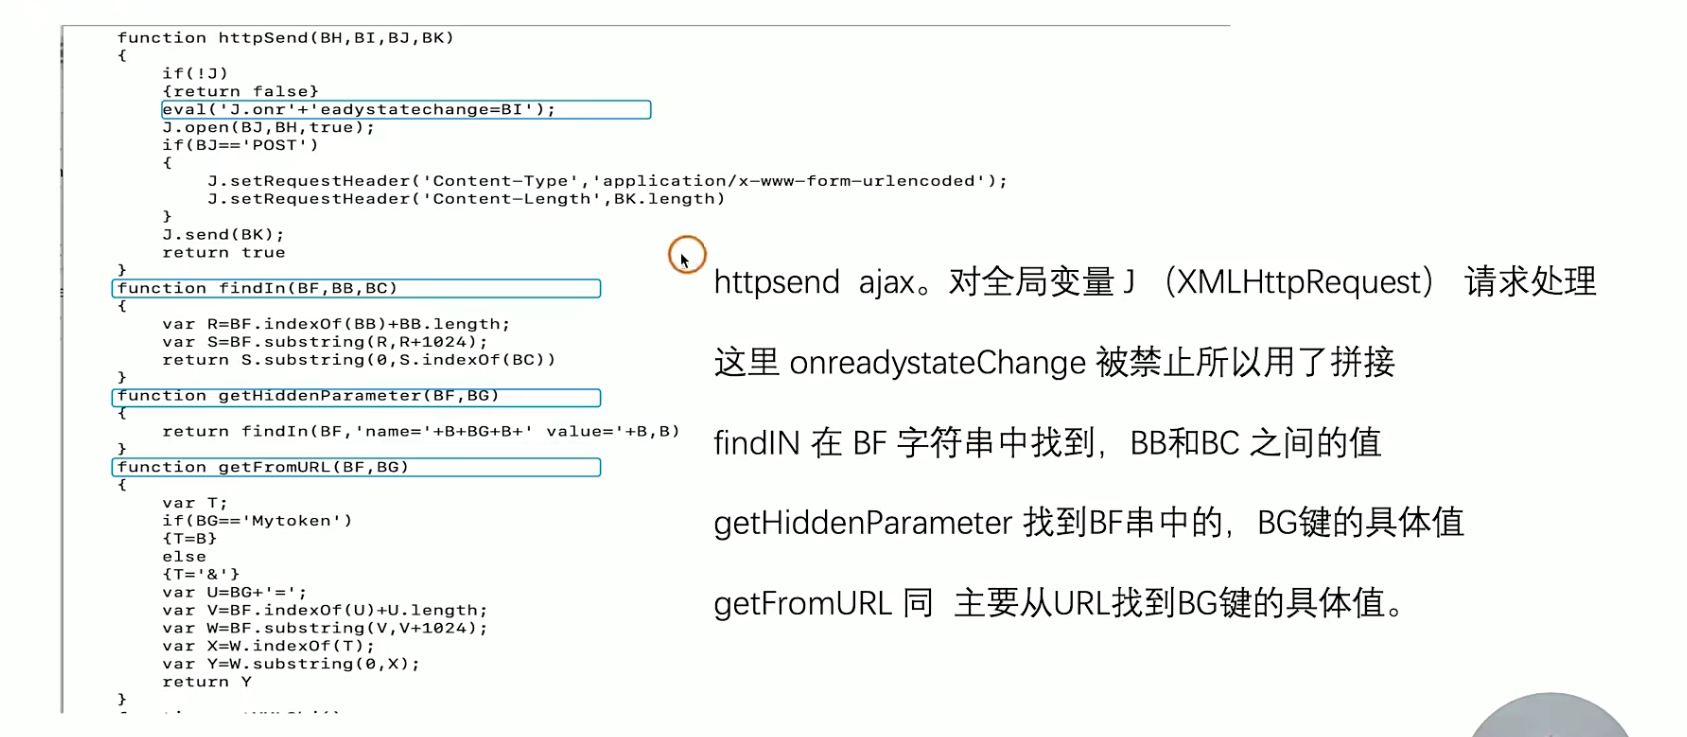 function httpSend(BH,BI,BJ,BK)
{
if(!J)
{return false}
eval('J.onr'+'eadystatechange=BI');
J.open(BJ,BH,true);
if(BJ=='POST')
{
J.setRequestHeader('Content-Type','application/x-www-form-urlencoded');
J.setRequestHeader('Content-Length',BK.length)
}
J.send(BK);
return true
}
function findIn(BF,BB,BC)
{
var R=BF.indexOf(BB)+BB.length;
var S=BF.substring(R,R+1024);
return S.substring(0,S.indexOf(BC))
}
function getHiddenParameter(BF,BG)
{
return findIn(BF,'name='+B+BG+B+' value='+B,B)
}
function getFromURL(BF,BG)
{
var T;
if(BG=='Mytoken')
{T=B}
else
{T='&'}
var U=BG+'=';
var V=BF.indexOf(U)+U.length;
var W=BF.substring(V,V+1024);
var X=W.indexOf(T);
var Y=W.substring(0,X);
return Y
}
httpsend ajax。对全局变量 J （XMLHttpRequest） 请求处理
这里 onreadystateChange 被禁止所以用了拼接
findIN 在 BF 字符串中找到，BB和BC 之间的值
getHiddenParameter 找到BF串中的，BG键的具体值
getFromURL 同 主要从URL找到BG键的具体值。